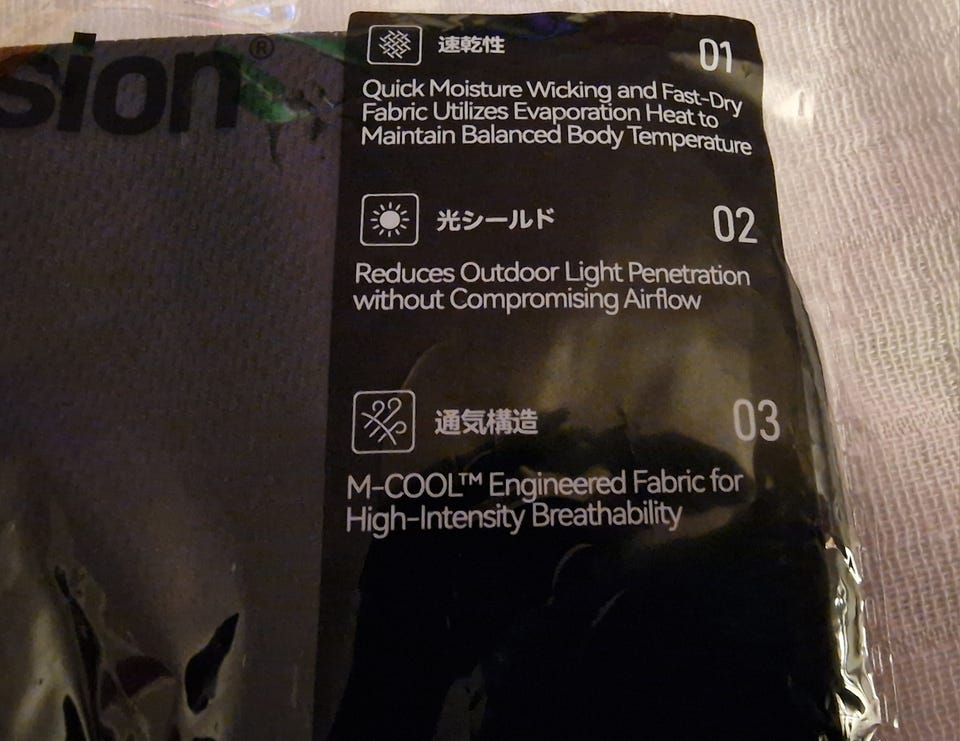 sion®
速乾性
01
Quick Moisture Wicking and Fast-Dry
Fabric Utilizes Evaporation Heat to
Maintain Balanced Body Temperature
光シールド
02
Reduces Outdoor Light Penetration
without Compromising Airflow
通気構造
03
M-COOL™ Engineered Fabric for
High-Intensity Breathability